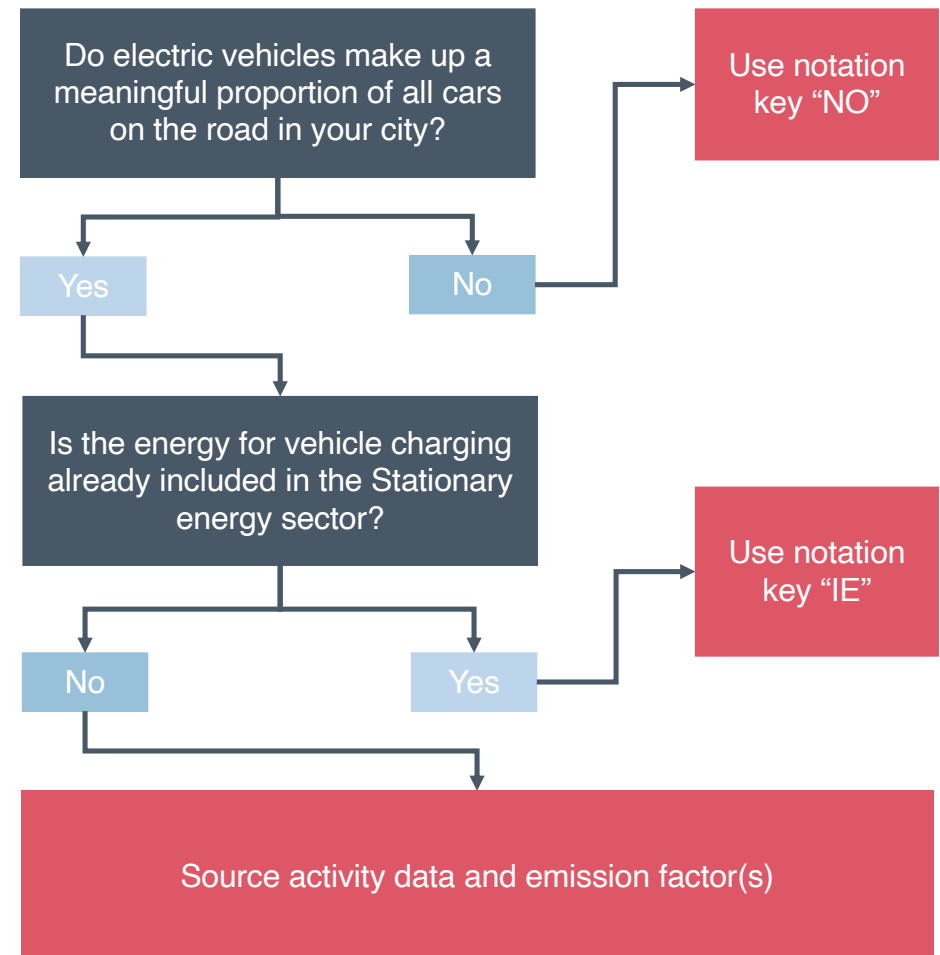 Do electric vehicles make up a
meaningful proportion of all cars
on the road in your city?
Use notation
key “NO”
Yes
No
Is the energy for vehicle charging
already included in the Stationary
energy sector?
Use notation
key “IE”
No
Yes
Source activity data and emission factor(s)